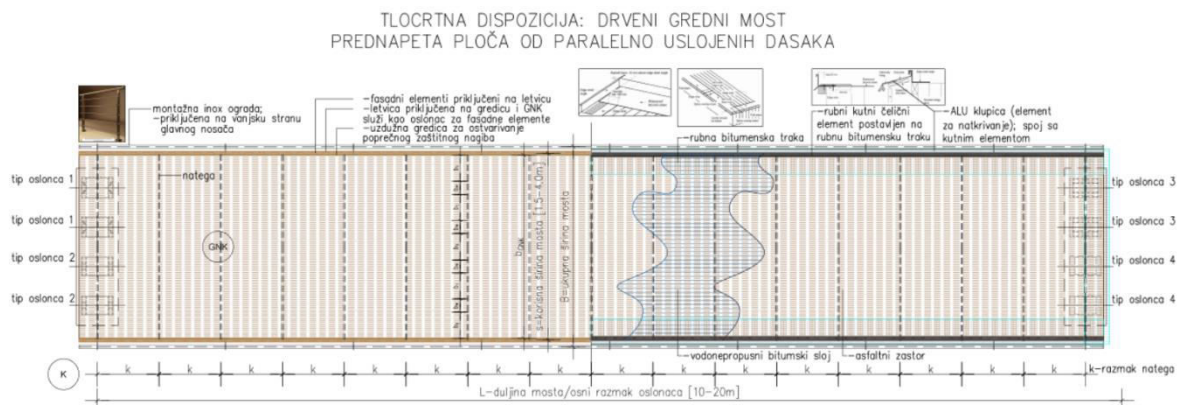 TLOCRTNA DISPOZICIJA: DRVENI GREDNI MOST
PREDNAPETA PLOČA OD PARALELNO USLOJENIH DASAKA
montažna inox ograda;
-priključena na vanjsku stranu
glavnog nosača
-fasadni elementi priključeni na letvicu
-letvica priključena na gredicu i GNK
služi kao oslonac za fasadne elemente
-uzdužna gredica za ostvarivanje
poprečnog zaštitnog nagiba
-rubna bitumenska traka
-rubni kutni čelični
element postavljen na
rubnu bitumensku traku
-ALU klupica (element
za natkrivanje); spoj sa
kutnim elementom
tip oslonca 1
tip oslonca 1
tip oslonca 2
tip oslonca 2
natega
GNK
s=korisna širina mosta [1.5-4.0m]
B=ukupna širina mosta
tip oslonca 3
tip oslonca 3
tip oslonca 4
tip oslonca 4
-vodonepropusni bitumski sloj
-asfaltni zastor
K
k k k k k k k k k k k k k k k k
k-razmak natega
L-duljina mosta/osni razmak oslonaca [10-20m]